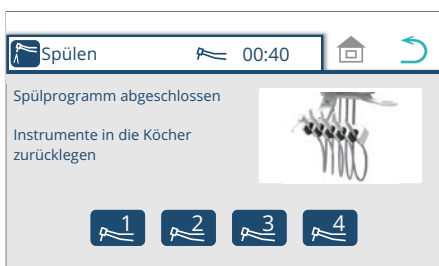 Spülen 00:40
Spülprogramm abgeschlossen
Instrumente in die Köcher
zurücklegen
1 2 3 4